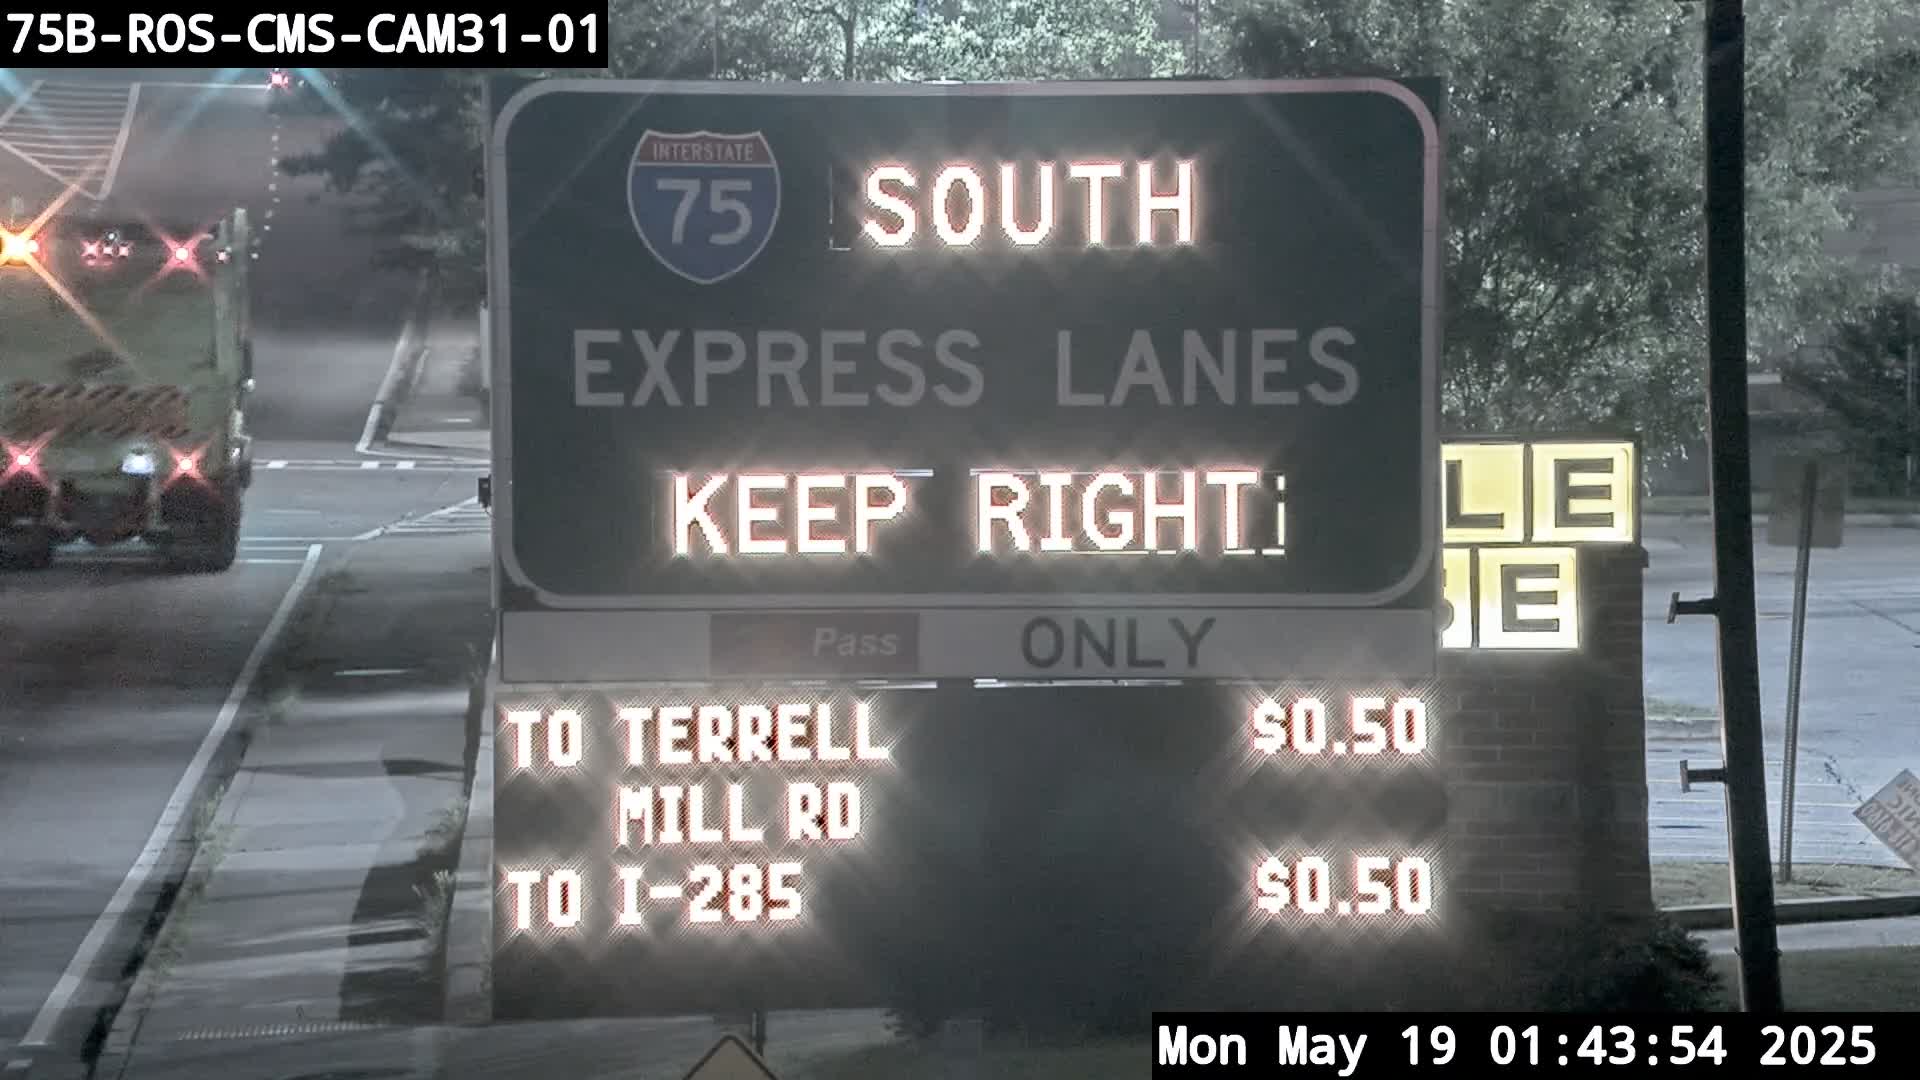 75B-ROS-CMS-CAM31-01
INTERSTATE
75
SOUTH
EXPRESS LANES
KEEP RIGHT
Pass ONLY
TO TERRELL $0.50
MILL RD
TO I-285 $0.50
LE
E
Mon May 19 01:43:54 2025